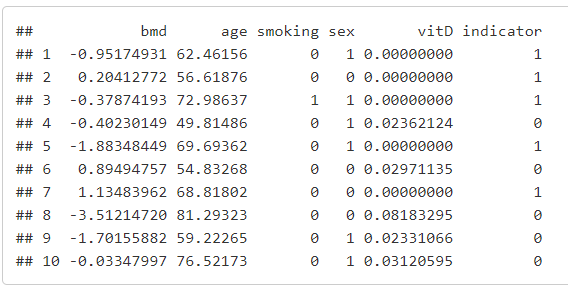 ## bmd age smoking sex vitD indicator
## 1 -0.95174931 62.46156 0 1 0.00000000 1
## 2 0.20412772 56.61876 0 0 0.00000000 1
## 3 -0.37874193 72.98637 1 1 0.00000000 1
## 4 -0.40230149 49.81486 0 1 0.02362124 0
## 5 -1.88348449 69.69362 0 1 0.00000000 1
## 6 0.89494757 54.83268 0 0 0.02971135 0
## 7 1.13483962 68.81802 0 0 0.00000000 1
## 8 -3.51214720 81.29323 0 0 0.08183295 0
## 9 -1.70155882 59.22265 0 1 0.02331066 0
## 10 -0.03347997 76.52173 0 1 0.03120595 0